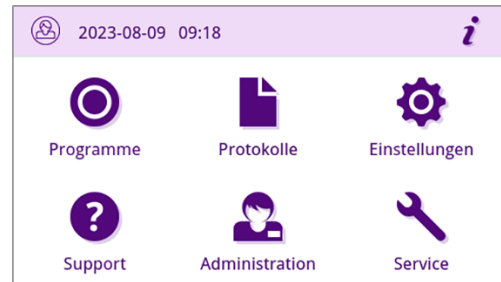 2023-08-09 09:18 i
Programme Protokolle Einstellungen
? 
Support Administration Service